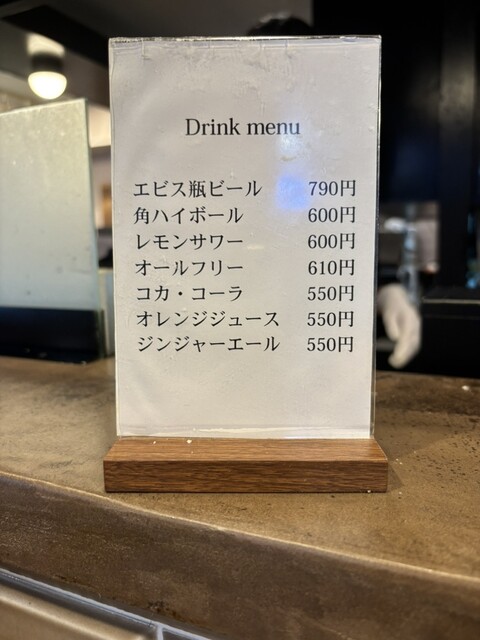 Drink menu
エビス瓶ビール 790円
角ハイボール 600円
レモンサワー 600円
オールフリー 610円
コカ・コーラ 550円
オレンジジュース 550円
ジンジャーエール 550円